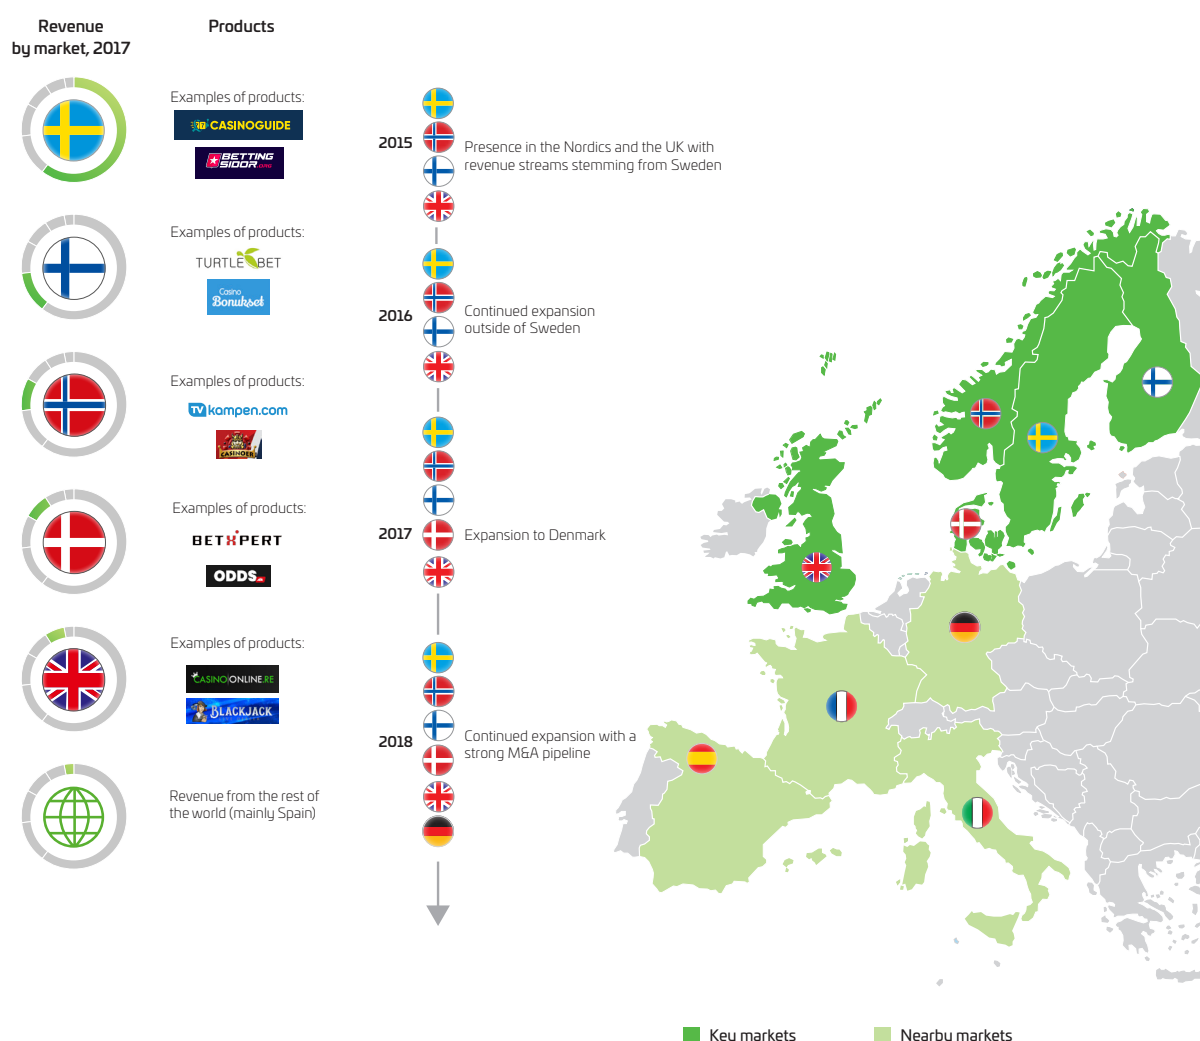 Revenue
by market, 2017
Products
Examples of products:
CASINOGUIDE
BETTING
SIDOR.ORG
Examples of products:
TURTLE BET
Casino
Bonukset
Examples of products:
TV kampen.com
CASINOER
Examples of products:
BETXPERT
ODDS
Examples of products:
CASINOONLINE.RE
BLACKJACK
Revenue from the rest of
the world (mainly Spain)
2015
Presence in the Nordics and the UK with
revenue streams stemming from Sweden
2016
Continued expansion
outside of Sweden
2017
Expansion to Denmark
2018
Continued expansion with a
strong M&A pipeline
Key markets
Nearby markets